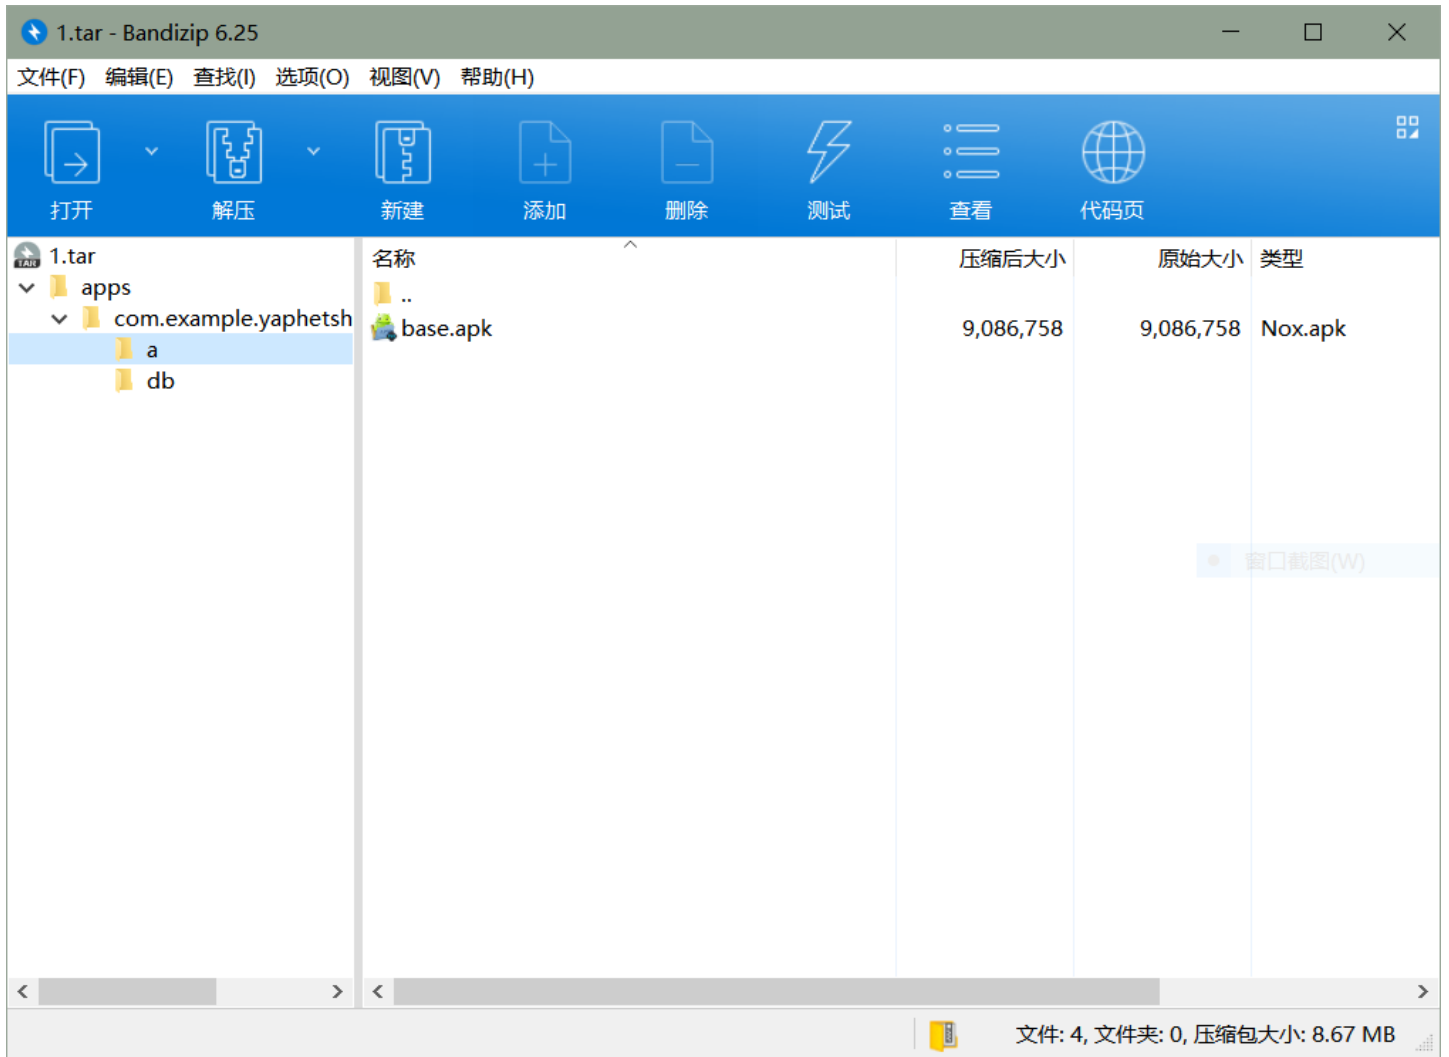 1.tar - Bandizip 6.25
文件(F) 编辑(E) 查找(I) 选项(O) 视图(V) 帮助(H)
打开 解压 新建 添加 删除 测试 查看 代码页
1.tar
apps
com.example.yaphetsh
a
db
名称 压缩后大小 原始大小 类型
..
base.apk 9,086,758 9,086,758 Nox.apk
窗口截图(W)
文件: 4, 文件夹: 0, 压缩包大小: 8.67 MB